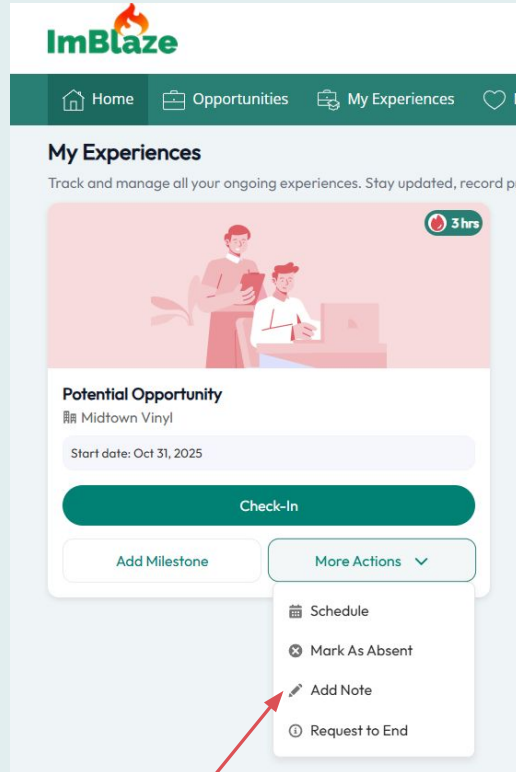 ImBlaze
Home Opportunities My Experiences
My Experiences
Track and manage all your ongoing experiences. Stay updated, record
3 hrs
Potential Opportunity
Midtown Vinyl
Start date: Oct 31, 2025
Check-In
Add Milestone More Actions
Schedule
Mark As Absent
Add Note
Request to End